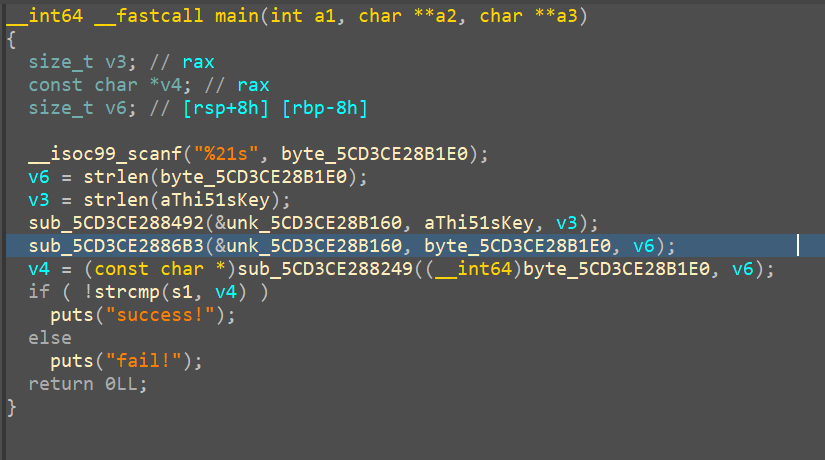 __int64 __fastcall main(int a1, char **a2, char **a3)
{
  size_t v3; // rax
  const char *v4; // rax
  size_t v6; // [rsp+8h] [rbp-8h]

  __isoc99_scanf("%21s", byte_5CD3CE28B1E0);
  v6 = strlen(byte_5CD3CE28B1E0);
  v3 = strlen(aThi51sKey);
  sub_5CD3CE288492(&unk_5CD3CE28B160, aThi51sKey, v3);
  sub_5CD3CE2886B3(&unk_5CD3CE28B160, byte_5CD3CE28B1E0, v6);
  v4 = (const char *)sub_5CD3CE288249((__int64)byte_5CD3CE28B1E0, v6);
  if ( !strcmp(s1, v4) )
    puts("success!");
  else
    puts("fail!");
  return 0LL;
}